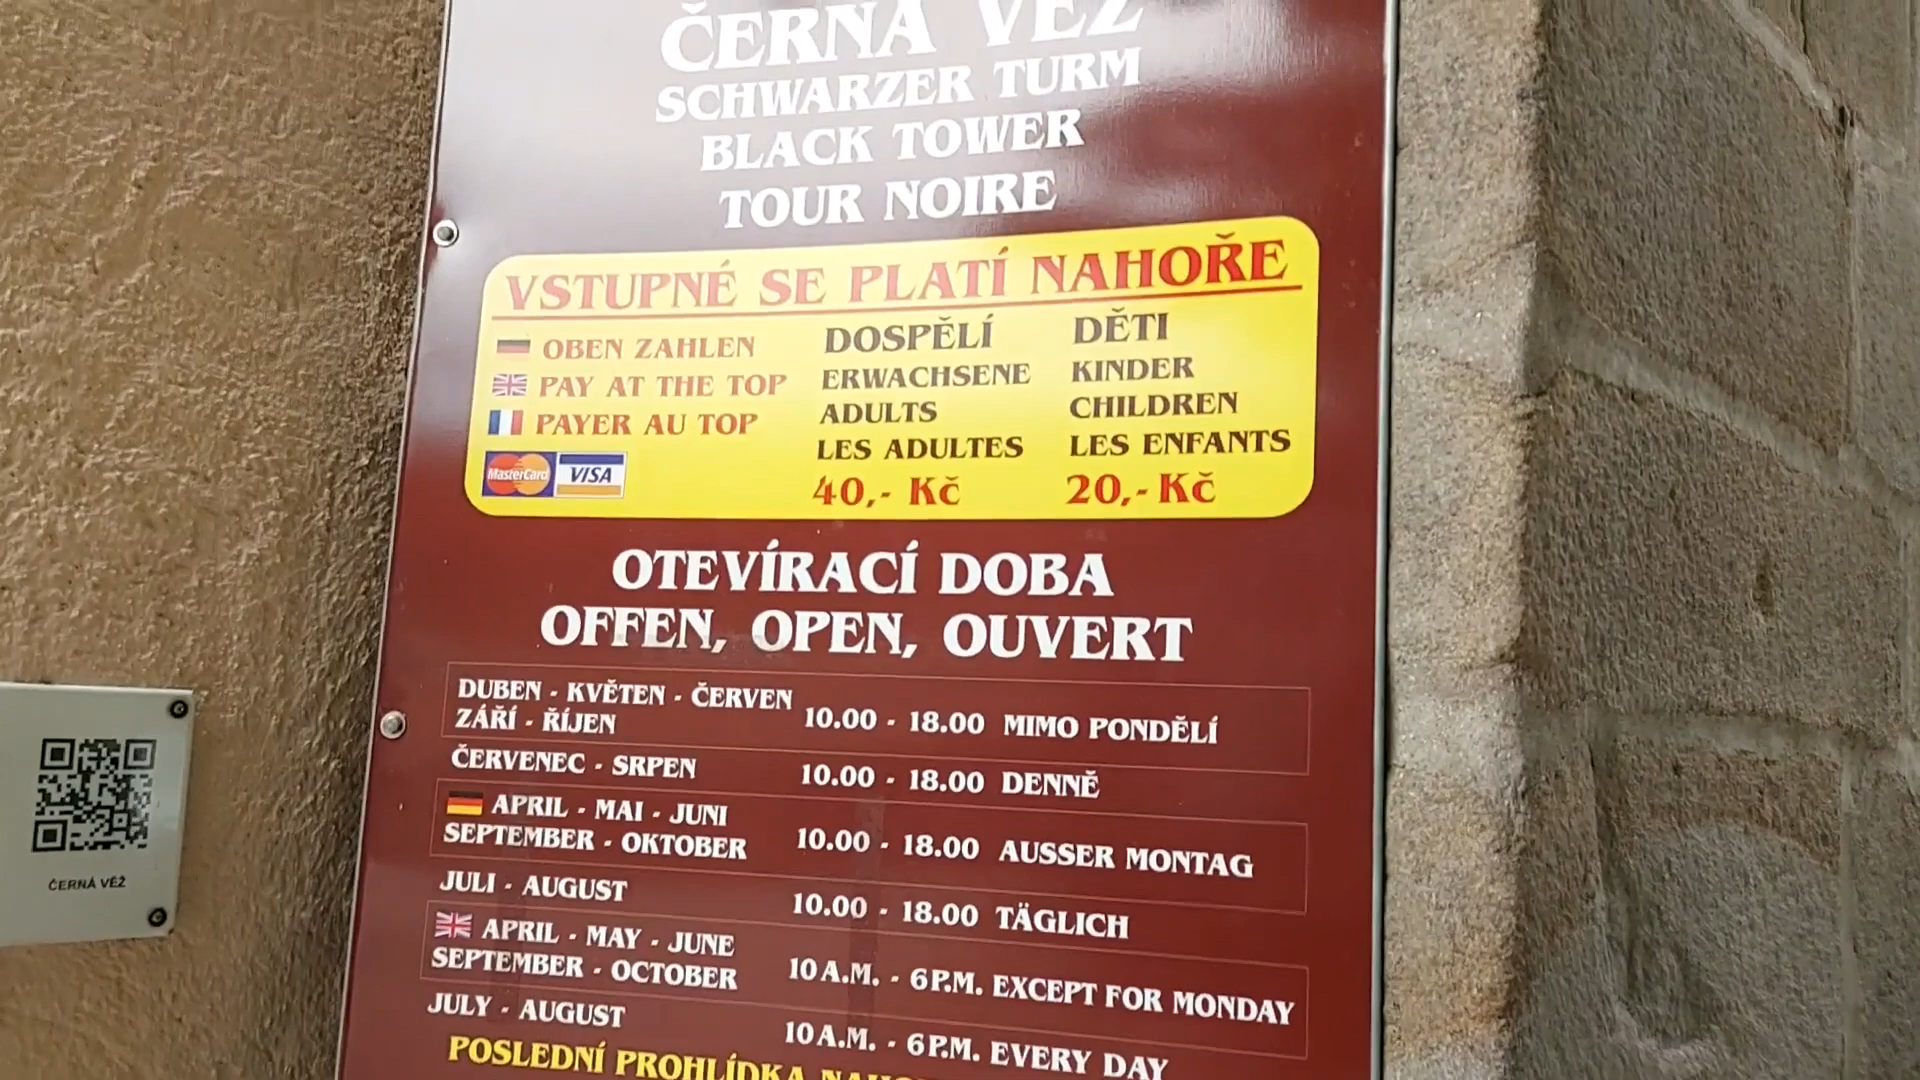 ČERNÁ VĚŽ
SCHWARZER TURM
BLACK TOWER
TOUR NOIRE
VSTUPNÉ SE PLATÍ NAHOŘE
OBEN ZAHLEN
PAY AT THE TOP
PAYER AU TOP
MasterCard VISA
DOSPĚLÍ
ERWACHSENE
ADULTS
LES ADULTES
40,- Kč
DĚTI
KINDER
CHILDREN
LES ENFANTS
20,- Kč
OTEVÍRACÍ DOBA
OFFEN, OPEN, OUVERT
DUBEN - KVĚTEN - ČERVEN
ZÁŘÍ - ŘÍJEN
10.00 - 18.00 MIMO PONDĚLÍ
ČERVENEC - SRPEN 10.00 - 18.00 DENNĚ
APRIL - MAI - JUNI
SEPTEMBER - OKTOBER
10.00 - 18.00 AUSSER MONTAG
JULI - AUGUST 10.00 - 18.00 TÄGLICH
APRIL - MAY - JUNE
SEPTEMBER - OCTOBER
10 A.M. - 6 P.M. EXCEPT FOR MONDAY
JULY - AUGUST 10 A.M. - 6 P.M. EVERY DAY
POSLEDNÍ PROHLÍDKA
ČERNÁ VĚŽ